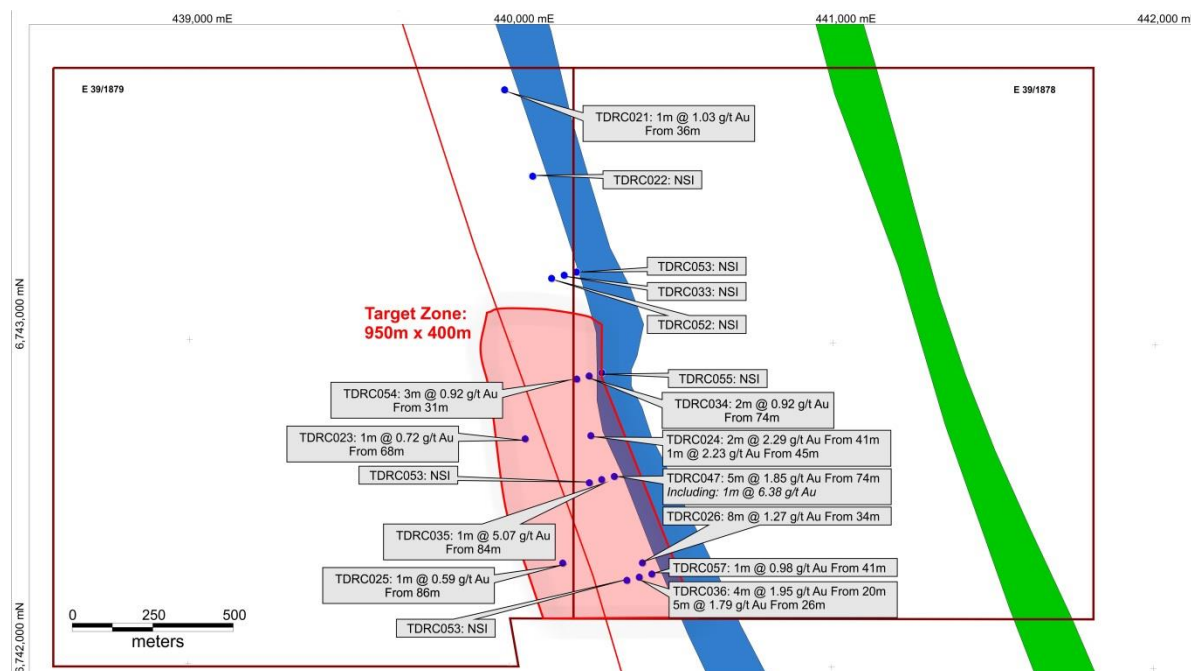 439,000 mE
440,000 mE
441,000 mE
442,000 mE
E 39/1879
E 39/1878
TDRC021: 1m @ 1.03 g/t Au
From 36m
TDRC022: NSI
TDRC053: NSI
TDRC033: NSI
TDRC052: NSI
6,743,000 mN
Target Zone:
950m x 400m
TDRC055: NSI
TDRC054: 3m @ 0.92 g/t Au
From 31m
TDRC034: 2m @ 0.92 g/t Au
From 74m
TDRC023: 1m @ 0.72 g/t Au
From 68m
TDRC024: 2m @ 2.29 g/t Au From 41m
1m @ 2.23 g/t Au From 45m
TDRC053: NSI
TDRC047: 5m @ 1.85 g/t Au From 74m
Including: 1m @ 6.38 g/t Au
TDRC026: 8m @ 1.27 g/t Au From 34m
TDRC035: 1m @ 5.07 g/t Au
From 84m
TDRC025: 1m @ 0.59 g/t Au
From 86m
TDRC057: 1m @ 0.98 g/t Au From 41m
TDRC036: 4m @ 1.95 g/t Au From 20m
5m @ 1.79 g/t Au From 26m
TDRC053: NSI
0 250 500
meters
6,742,000 mN